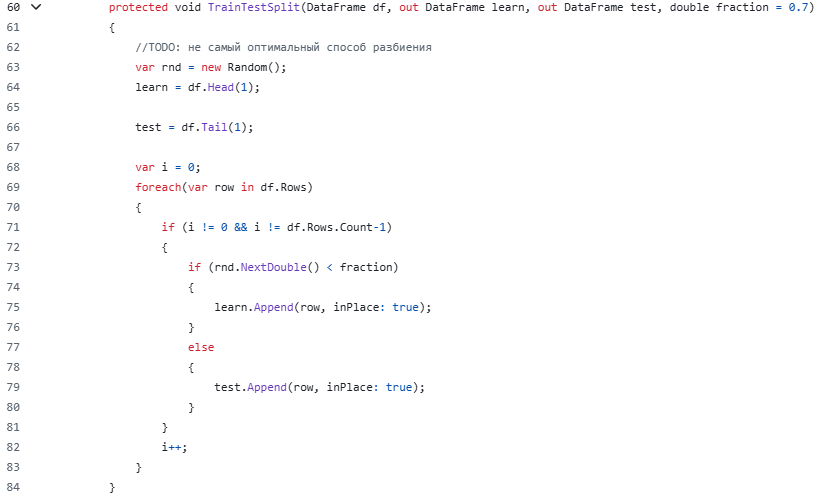 60 protected void TrainTestSplit(DataFrame df, out DataFrame learn, out DataFrame test, double fraction = 0.7)
61 {
62 //TODO: не самый оптимальный способ разбиения
63 var rnd = new Random();
64 learn = df.Head(1);
65
66 test = df.Tail(1);
67
68 var i = 0;
69 foreach(var row in df.Rows)
70 {
71 if (i != 0 && i != df.Rows.Count-1)
72 {
73 if (rnd.NextDouble() < fraction)
74 {
75 learn.Append(row, inPlace: true);
76 }
77 else
78 {
79 test.Append(row, inPlace: true);
80 }
81 }
82 i++;
83 }
84 }